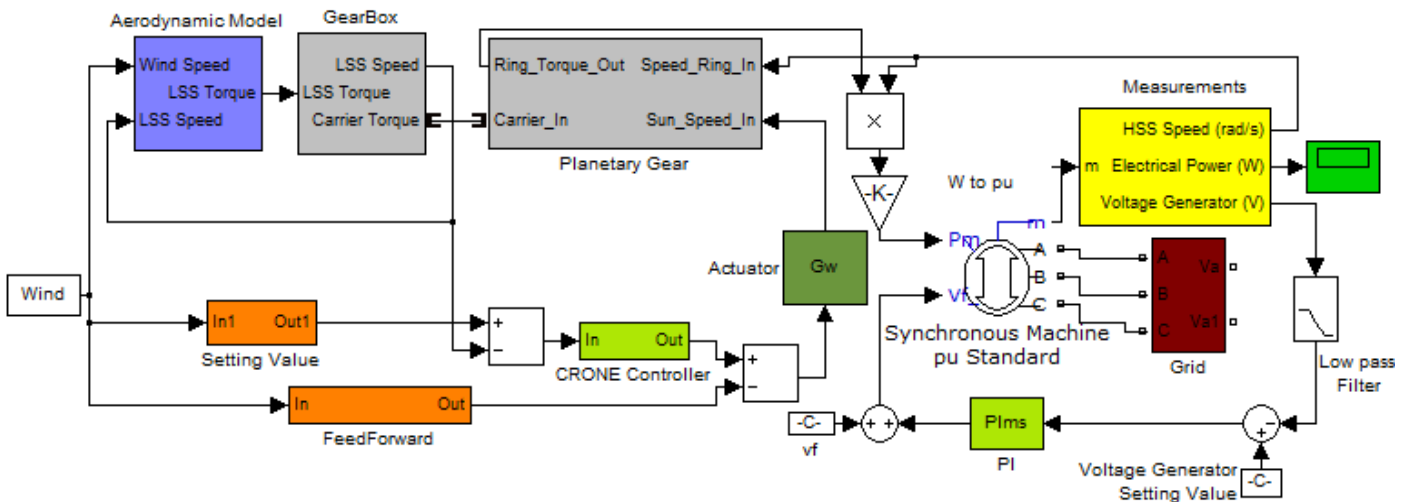 Aerodynamic Model
GearBox
Wind Speed
LSS Torque
LSS Speed
LSS Speed
LSS Torque
Carrier Torque
Ring_Torque_Out
Speed_Ring_In
Carrier_In
Sun_Speed_In
Planetary Gear
×
-K-
W to pu
Measurements
HSS Speed (rad/s)
m
Electrical Power (W)
Voltage Generator (V)
Actuator
Gw
Pm
m
A
B
C
Vf_
Synchronous Machine
pu Standard
A
B
C
Va
Va1
Grid
Low pass
Filter
Wind
In1
Out1
Setting Value
+
−
In
Out
CRONE Controller
+
−
In
Out
FeedForward
-C-
vf
+ +
PIms
PI
−
+
Voltage Generator
Setting Value
-C-